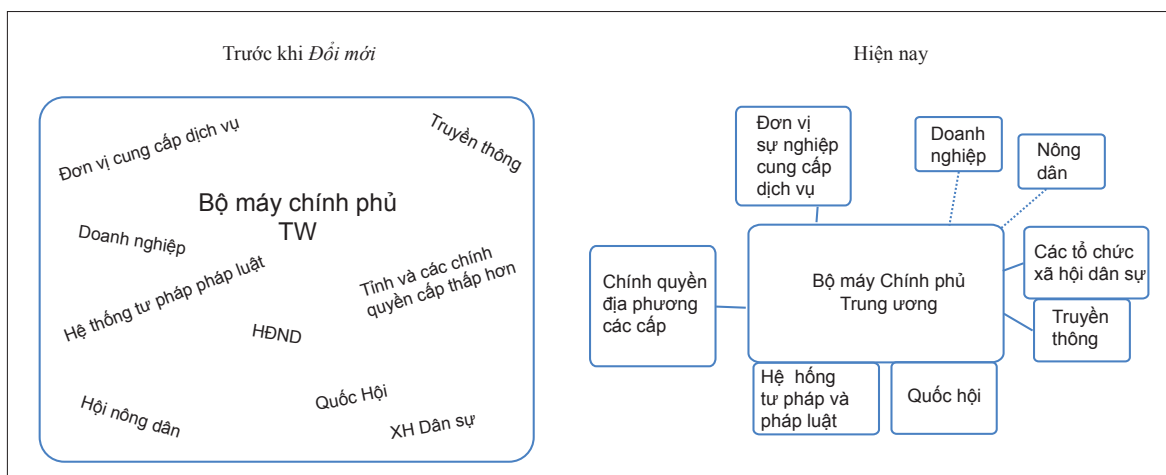 Trước khi Đổi mới
Đơn vị cung cấp dịch vụ
Truyền thông
Bộ máy chính phủ
TW
Doanh nghiệp
Hệ thống tư pháp pháp luật
Tỉnh và các chính
quyền cấp thấp hơn
HĐND
Hội nông dân
Quốc Hội
XH Dân sự
Hiện nay
Đơn vị
sự nghiệp
cung cấp
dịch vụ
Doanh
nghiệp
Nông
dân
Chính quyền
địa phương
các cấp
Bộ máy Chính phủ
Trung ương
Các tổ chức
xã hội dân sự
Truyền
thông
Hệ hống
tư pháp và
pháp luật
Quốc hội